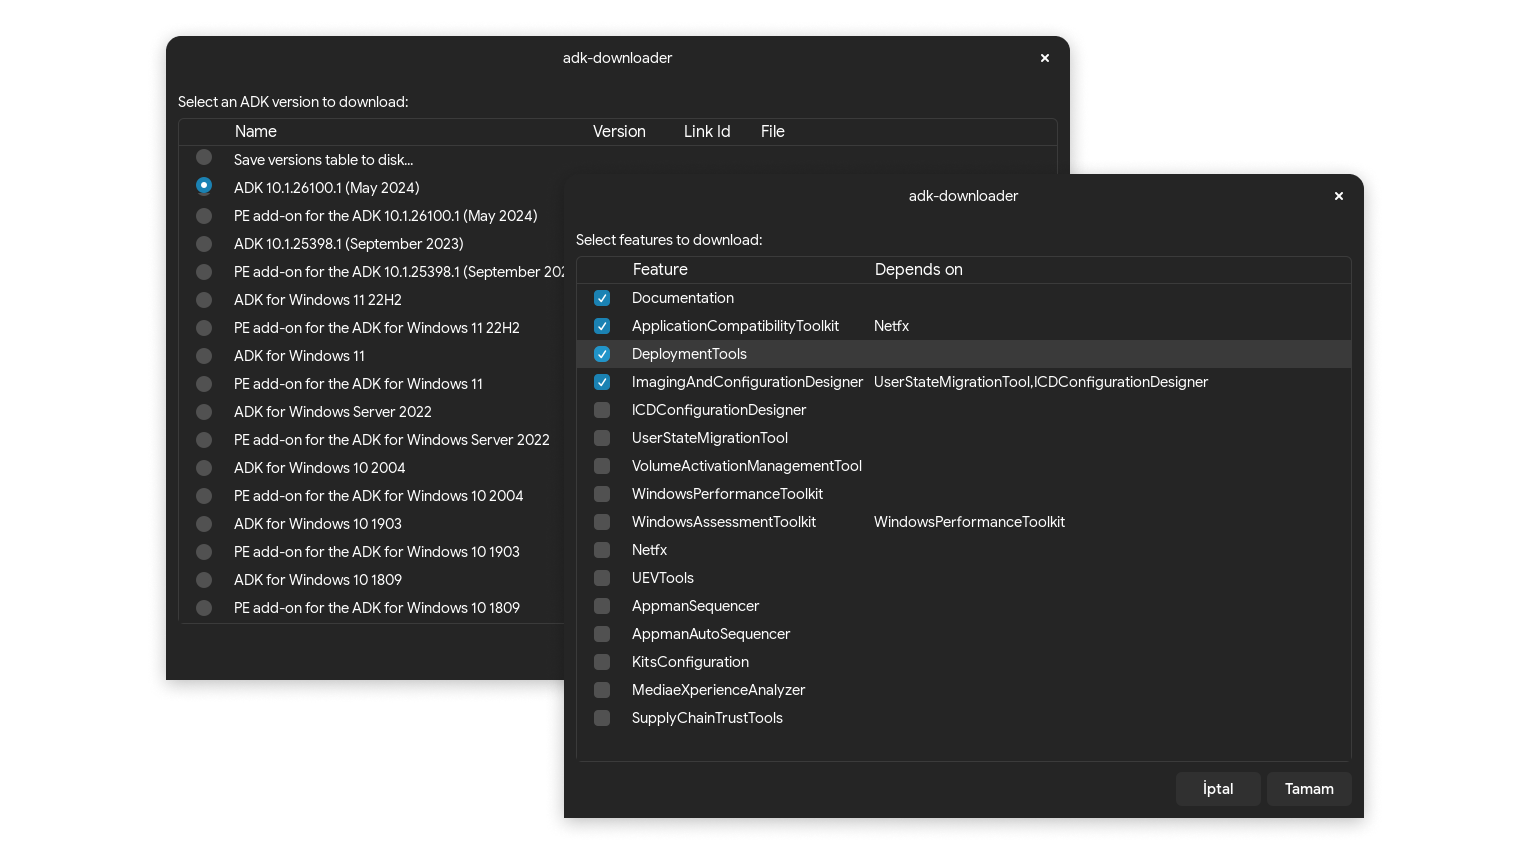 adk-downloader
Select an ADK version to download:
Name Version Link Id File
Save versions table to disk...
ADK 10.1.26100.1 (May 2024)
PE add-on for the ADK 10.1.26100.1 (May 2024)
ADK 10.1.25398.1 (September 2023)
PE add-on for the ADK 10.1.25398.1 (September 202
ADK for Windows 11 22H2
PE add-on for the ADK for Windows 11 22H2
ADK for Windows 11
PE add-on for the ADK for Windows 11
ADK for Windows Server 2022
PE add-on for the ADK for Windows Server 2022
ADK for Windows 10 2004
PE add-on for the ADK for Windows 10 2004
ADK for Windows 10 1903
PE add-on for the ADK for Windows 10 1903
ADK for Windows 10 1809
PE add-on for the ADK for Windows 10 1809
adk-downloader
Select features to download:
Feature Depends on
Documentation
ApplicationCompatibilityToolkit Netfx
DeploymentTools
ImagingAndConfigurationDesigner UserStateMigrationTool,ICDConfigurationDesigner
ICDConfigurationDesigner
UserStateMigrationTool
VolumeActivationManagementTool
WindowsPerformanceToolkit
WindowsAssessmentToolkit WindowsPerformanceToolkit
Netfx
UEVTools
AppmanSequencer
AppmanAutoSequencer
KitsConfiguration
MediaeXperienceAnalyzer
SupplyChainTrustTools
İptal Tamam